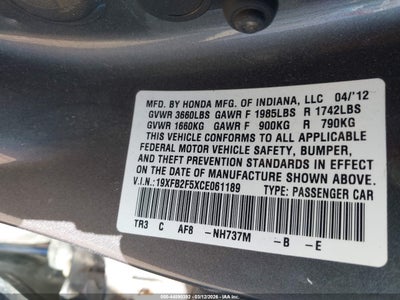 MFD. BY HONDA MFG. OF INDIANA, LLC 04/'12
GVWR 3660LBS GAWR F 1985LBS R 1742LBS
GVWR 1660KG GAWR F 900KG R 790KG
THIS VEHICLE CONFORMS TO ALL APPLICABLE
FEDERAL MOTOR VEHICLE SAFETY, BUMPER,
AND THEFT PREVENTION STANDARDS IN EFFECT
ON THE DATE OF MANUFACTURE SHOWN ABOVE.
V.I.N.:19XFB2F5XCE061189 TYPE: PASSENGER CAR
TR3 C AF8 -NH737M -B -E